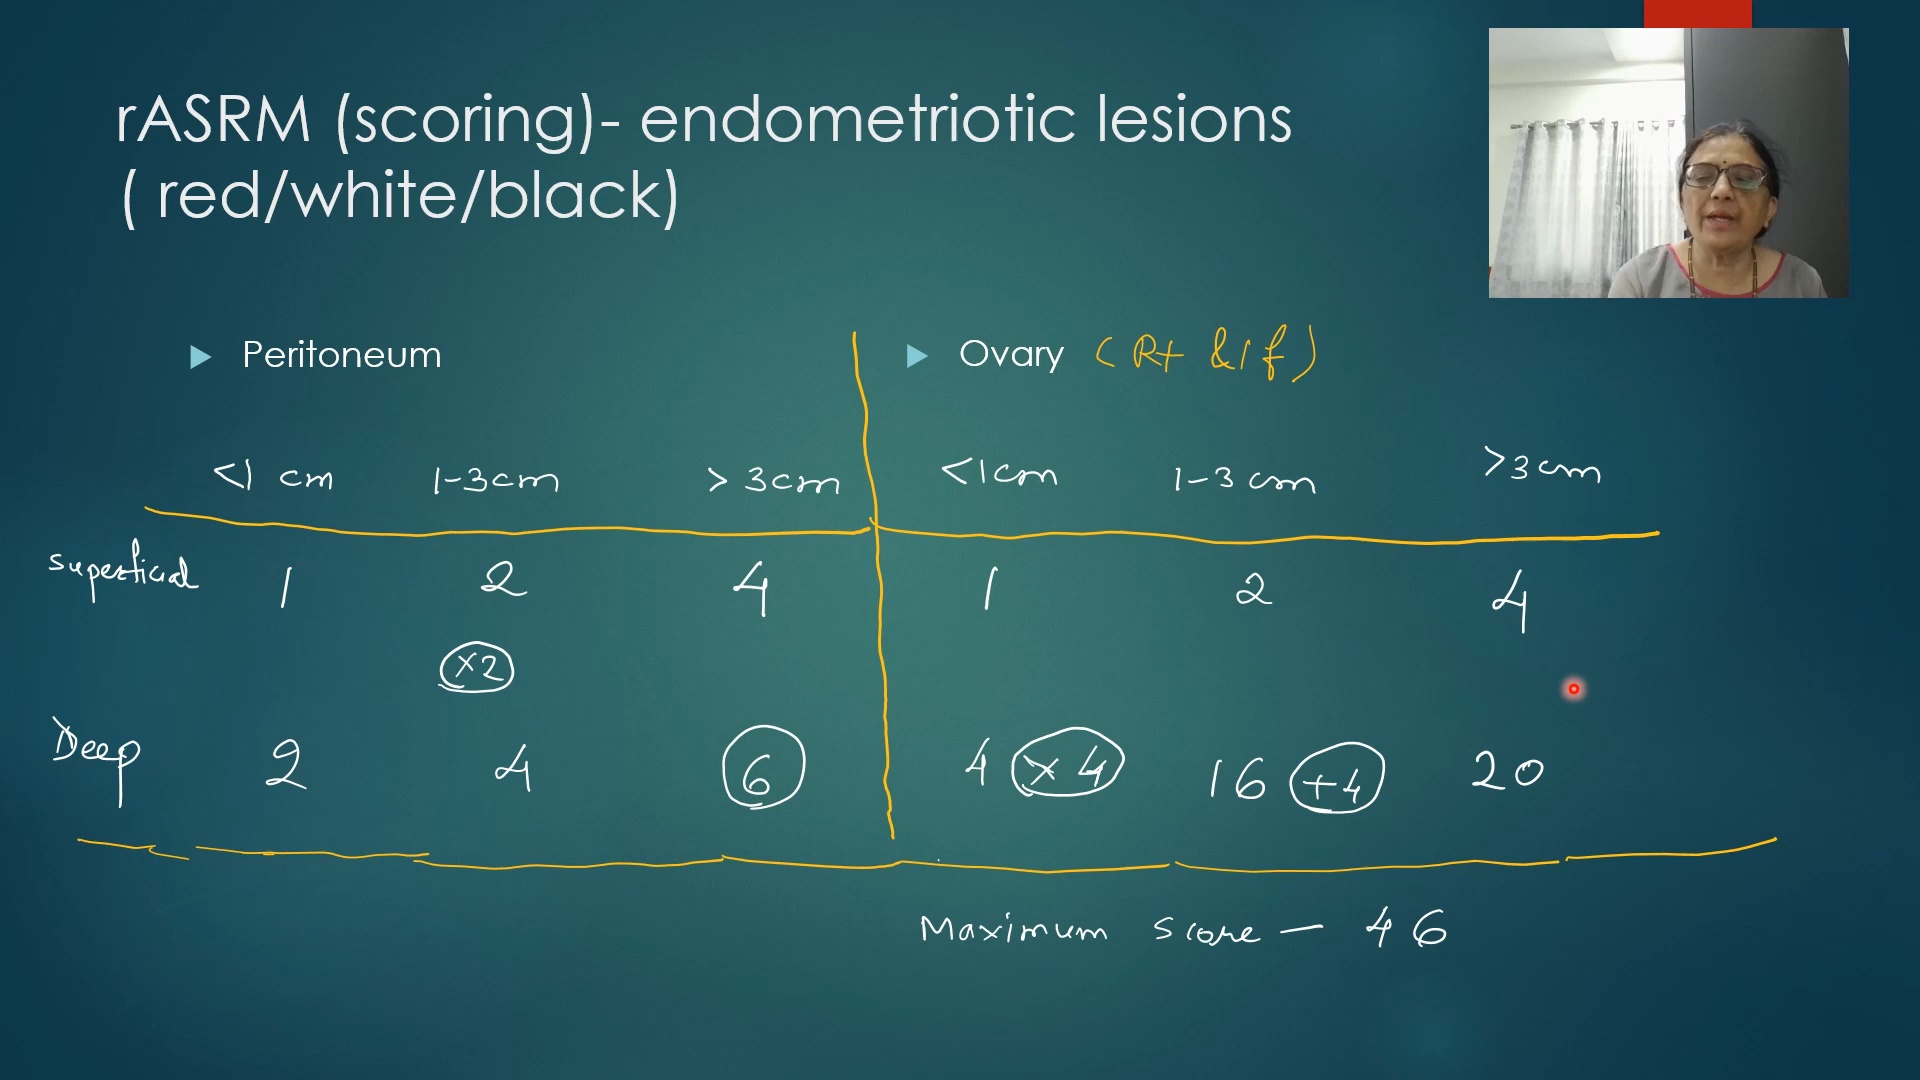 rASRM (scoring)- endometriotic lesions
( red/white/black)
Peritoneum
Ovary (Rt & lf)
<1 cm 1-3cm > 3cm <1cm 1-3 cm >3cm
superficial 1 2 4 1 2 4
×2
Deep 2 4 6 4 ×4 16 +4 20
Maximum score - 46